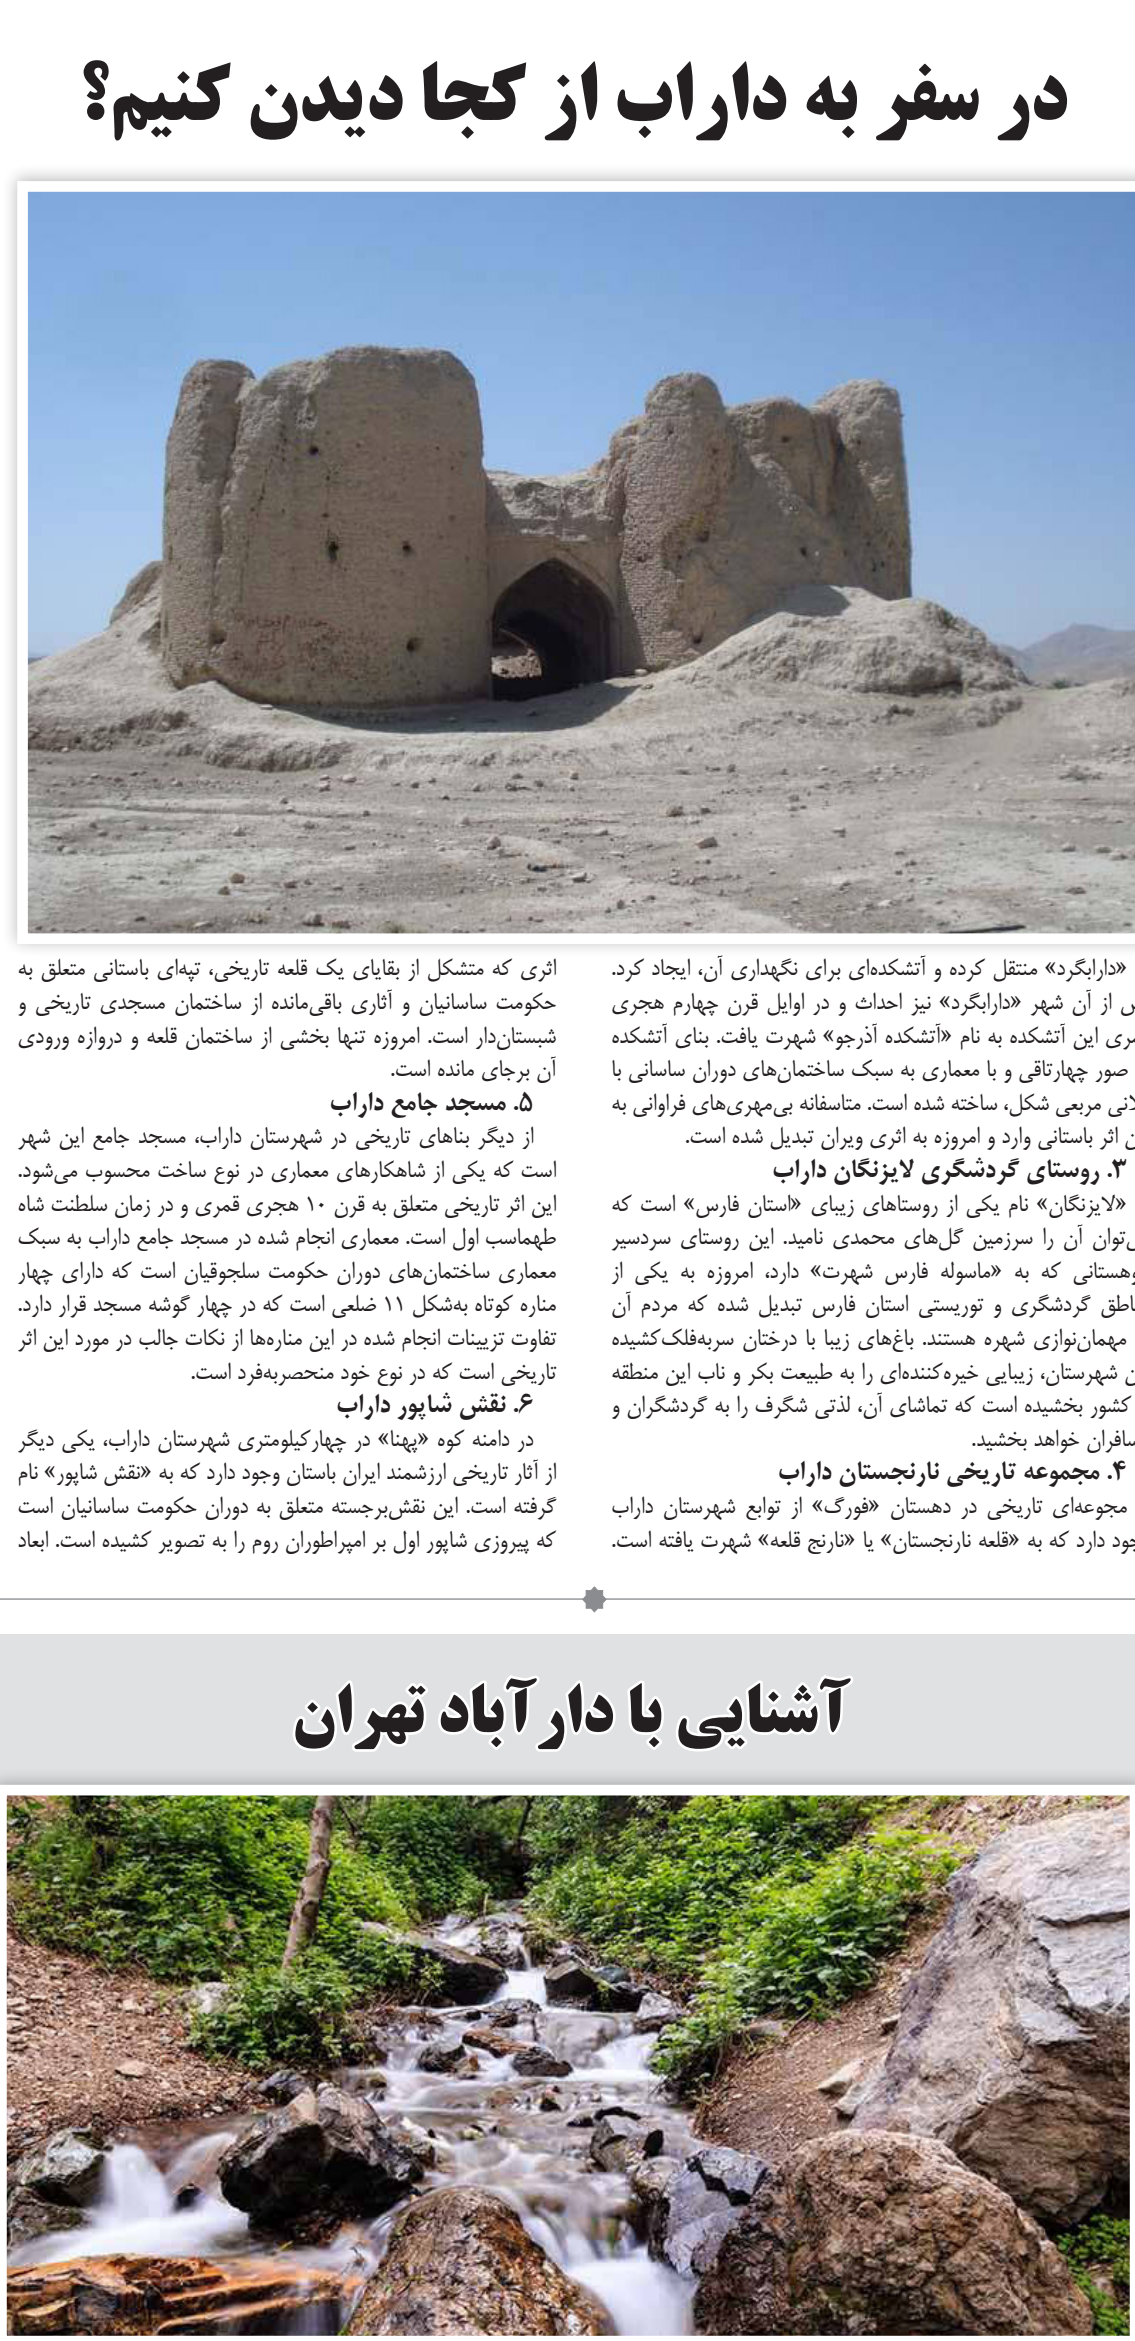 در سفر به داراب از کجا دیدن کنیم؟
«دارابگرد» منتقل کرده و آتشکده‌ای برای نگهداری آن، ایجاد کرد.
از آن شهر «دارابگرد» نیز احداث و در اوایل قرن چهارم هجری
این آتشکده به نام «آتشکده آذرجو» شهرت یافت. بنای آتشکده
صور چهارتاقی و با معماری به سبک ساختمان‌های دوران ساسانی با
مربعی شکل، ساخته شده است. متاسفانه بی‌مهری‌های فراوانی به
اثر باستانی وارد و امروزه به اثری ویران تبدیل شده است.
۳. روستای گردشگری لایزنگان داراب
«لایزنگان» نام یکی از روستاهای زیبای «استان فارس» است که
توان آن را سرزمین گل‌های محمدی نامید. این روستای سردسیر
که به «ماسوله فارس شهرت» دارد، امروزه به یکی از
گردشگری و توریستی استان فارس تبدیل شده که مردم آن
مهمان‌نوازی شهره هستند. باغ‌های زیبا با درختان سربه‌فلک‌کشیده
شهرستان، زیبایی خیره‌کننده‌ای را به طبیعت بکر و ناب این منطقه
کشور بخشیده است که تماشای آن، لذتی شگرف را به گردشگران و
خواهد بخشید.
۴. مجموعه تاریخی نارنجستان داراب
مجوعه‌ای تاریخی در دهستان «فورگ» از توابع شهرستان داراب
دارد که به «قلعه نارنجستان» یا «نارنج قلعه» شهرت یافته است.
اثری که متشکل از بقایای یک قلعه تاریخی، تپه‌ای باستانی متعلق به
حکومت ساسانیان و آثاری باقی‌مانده از ساختمان مسجدی تاریخی و
شبستان‌دار است. امروزه تنها بخشی از ساختمان قلعه و دروازه ورودی
آن برجای مانده است.
۵. مسجد جامع داراب
از دیگر بناهای تاریخی در شهرستان داراب، مسجد جامع این شهر
است که یکی از شاهکارهای معماری در نوع ساخت محسوب می‌شود.
این اثر تاریخی متعلق به قرن ۱۰ هجری قمری و در زمان سلطنت شاه
طهماسب اول است. معماری انجام شده در مسجد جامع داراب به سبک
معماری ساختمان‌های دوران حکومت سلجوقیان است که دارای چهار
مناره کوتاه به‌شکل ۱۱ ضلعی است که در چهار گوشه مسجد قرار دارد.
تفاوت تزیینات انجام شده در این مناره‌ها از نکات جالب در مورد این اثر
تاریخی است که در نوع خود منحصربه‌فرد است.
۶. نقش شاپور داراب
در دامنه کوه «پهنا» در چهارکیلومتری شهرستان داراب، یکی دیگر
از آثار تاریخی ارزشمند ایران باستان وجود دارد که به «نقش شاپور» نام
گرفته است. این نقش‌برجسته متعلق به دوران حکومت ساسانیان است
که پیروزی شاپور اول بر امپراطوران روم را به تصویر کشیده است. ابعاد
آشنایی با دارآباد تهران